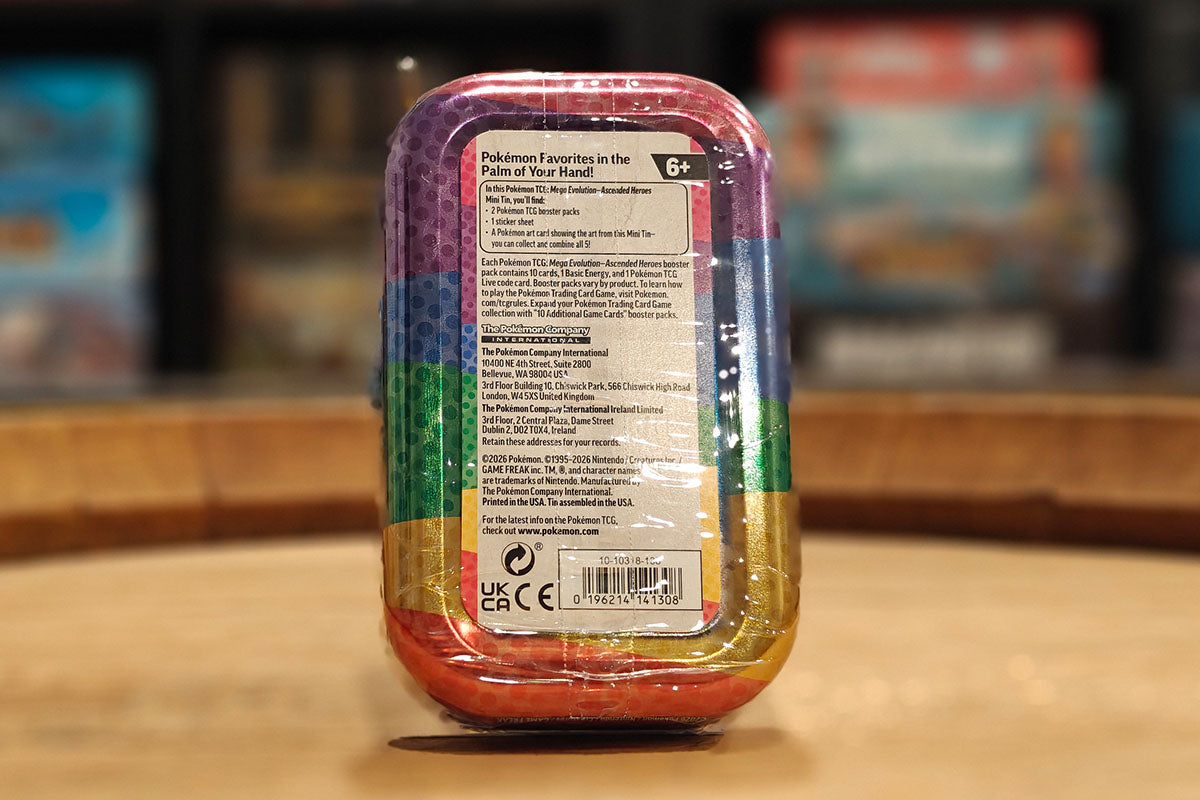 Pokémon Favorites in the
Palm of Your Hand!
6+
In this Pokémon TCG: Mega Evolution—Ascended Heroes
Mini Tin, you'll find:
• 2 Pokémon TCG booster packs
• 1 sticker sheet
• A Pokémon art card showing the art from this Mini Tin—
you can collect and combine all 5!
Each Pokémon TCG: Mega Evolution—Ascended Heroes booster
pack contains 10 cards, 1 Basic Energy, and 1 Pokémon TCG
Live code card. Booster packs vary by product. To learn how
to play the Pokémon Trading Card Game, visit Pokemon.
com/tcgrules. Expand your Pokémon Trading Card Game
collection with "10 Additional Game Cards" booster packs.
The Pokémon Company
INTERNATIONAL
The Pokémon Company International
10400 NE 4th Street, Suite 2800
Bellevue, WA 98004 USA
3rd Floor Building 10, Chiswick Park, 566 Chiswick High Road
London, W4 5XS United Kingdom
The Pokémon Company International Ireland Limited
3rd Floor, 2 Central Plaza, Dame Street
Dublin 2, D02 T0X4, Ireland
Retain these addresses for your records.
©2026 Pokémon. ©1995–2026 Nintendo / Creatures Inc. /
GAME FREAK inc. TM, ®, and character names
are trademarks of Nintendo. Manufactured by
The Pokémon Company International.
Printed in the USA. Tin assembled in the USA.
For the latest info on the Pokémon TCG,
check out www.pokemon.com
®
UK
CA CE
0 196214 141308